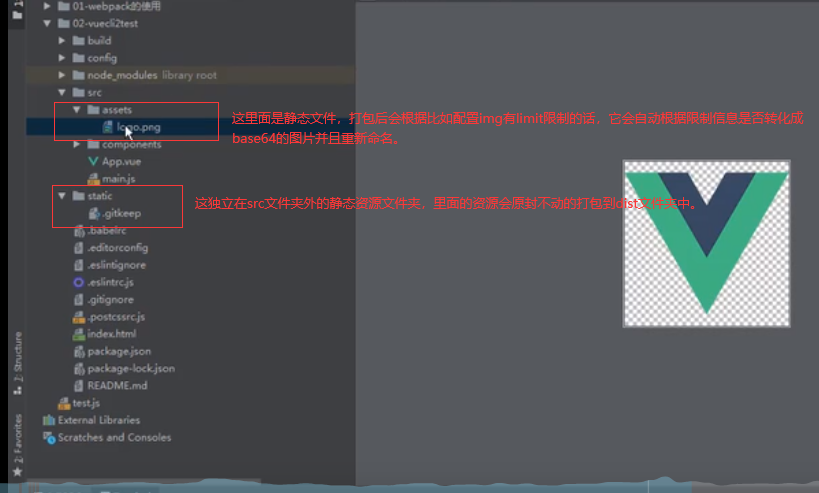 01-webpack的使用
02-vuecli2test
build
config
node_modules library root
src
assets
logo.png
这里面是静态文件，打包后会根据比如配置img有limit限制的话，它会自动根据限制信息是否转化成
base64的图片并且重新命名。
components
App.vue
main.js
static
这独立在src文件夹外的静态资源文件夹，里面的资源会原封不动的打包到dist文件夹中。
.gitkeep
.babelrc
.editorconfig
.eslintignore
.eslintrc.js
.gitignore
.postcssrc.js
index.html
package.json
package-lock.json
README.md
test.js
External Libraries
Scratches and Consoles
2: Structure
2: Favorites